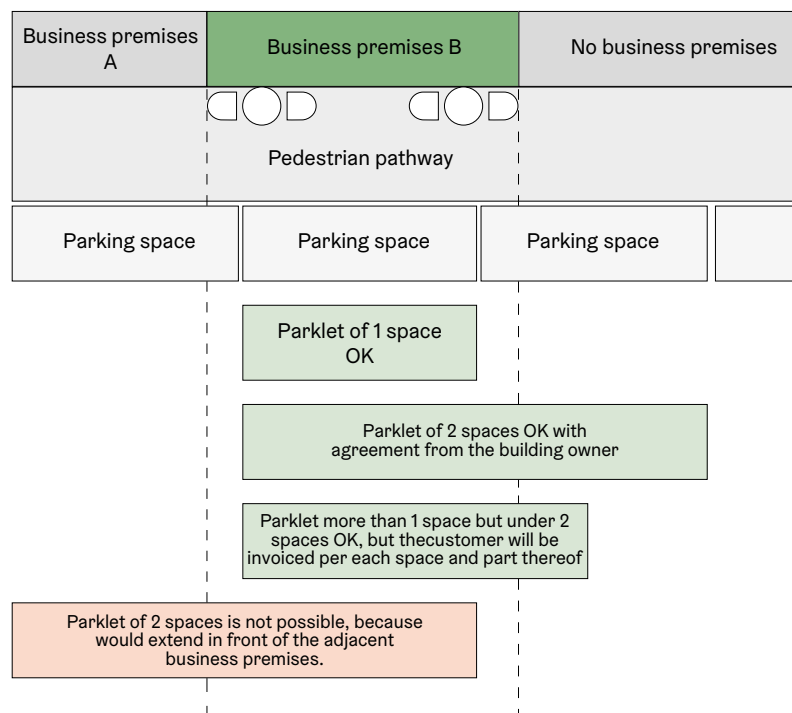 Business premises
A
Business premises B
No business premises
Pedestrian pathway
Parking space
Parking space
Parking space
Parklet of 1 space
OK
Parklet of 2 spaces OK with
agreement from the building owner
Parklet more than 1 space but under 2
spaces OK, but thecustomer will be
invoiced per each space and part thereof
Parklet of 2 spaces is not possible, because
would extend in front of the adjacent
business premises.